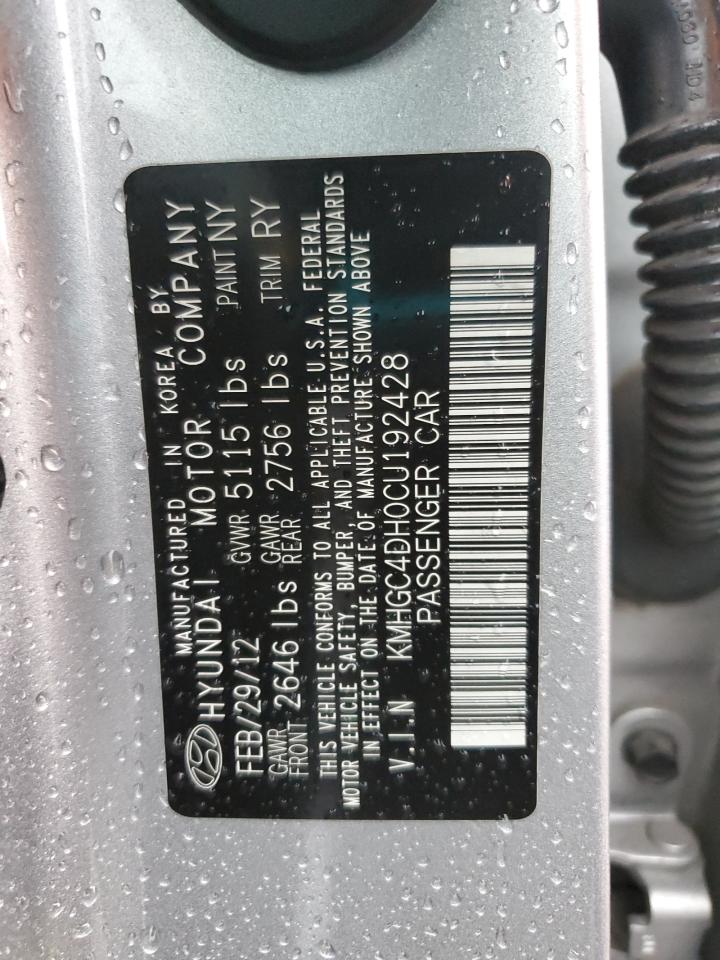 MANUFACTURED IN KOREA BY
HYUNDAI MOTOR COMPANY
FEB/29/12 GVWR 5115 lbs PAINT NY
GAWR FRONT 2646 lbs GAWR REAR 2756 lbs TRIM RY
THIS VEHICLE CONFORMS TO ALL APPLICABLE U.S.A. FEDERAL
MOTOR VEHICLE SAFETY, BUMPER, AND THEFT PREVENTION STANDARDS
IN EFFECT ON THE DATE OF MANUFACTURE SHOWN ABOVE
V.I.N KMHGC4DH0CU192428
PASSENGER CAR